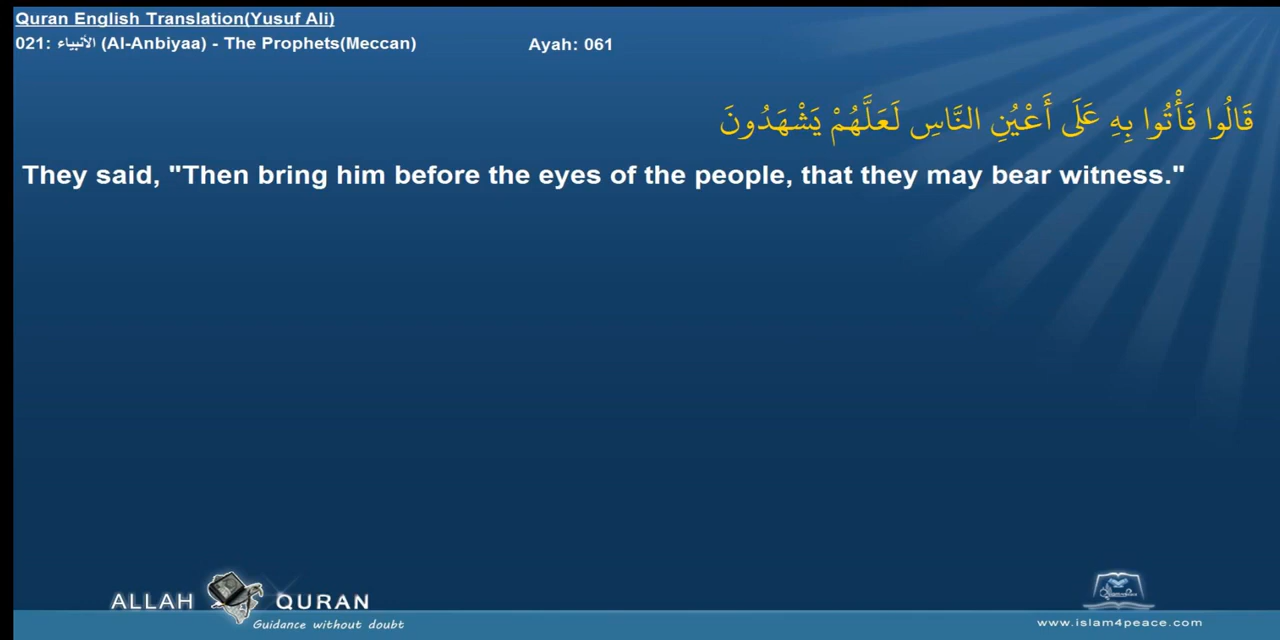 Quran English Translation(Yusuf Ali)
021: الأنبياء (Al-Anbiyaa) - The Prophets(Meccan) Ayah: 061
قَالُوا فَأْتُوا بِهِ عَلَى أَعْيُنِ النَّاسِ لَعَلَّهُمْ يَشْهَدُونَ
They said, "Then bring him before the eyes of the people, that they may bear witness."
ALLAH QURAN
Guidance without doubt
www.islam4peace.com